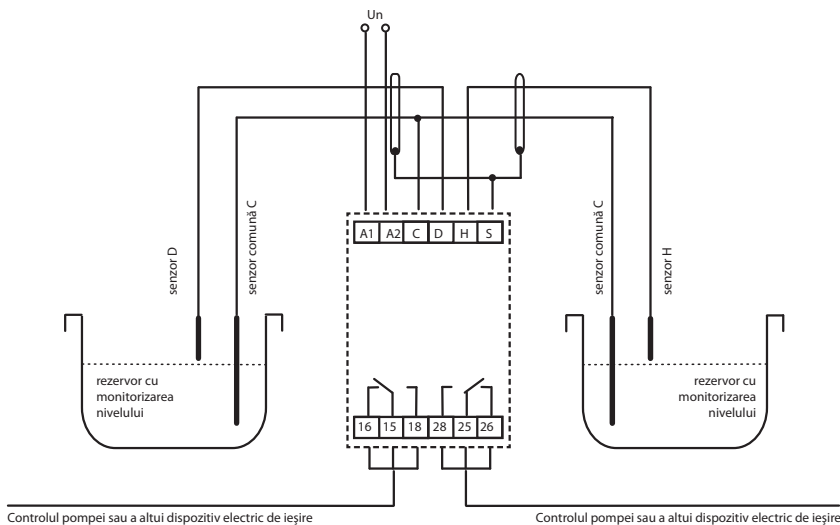 Un
senzor D
senzor comună C
senzor comună C
senzor H
A1 A2 C D H S
rezervor cu
monitorizarea
nivelului
rezervor cu
monitorizarea
nivelului
16 15 18 28 25 26
Controlul pompei sau a altui dispozitiv electric de ieşire
Controlul pompei sau a altui dispozitiv electric de ieşire